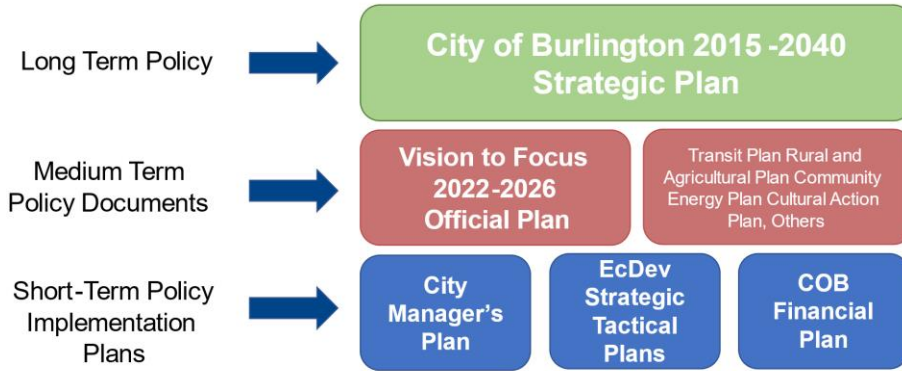 Long Term Policy
City of Burlington 2015 -2040
Strategic Plan
Medium Term
Policy Documents
Vision to Focus
2022-2026
Official Plan
Transit Plan Rural and
Agricultural Plan Community
Energy Plan Cultural Action
Plan, Others
Short-Term Policy
Implementation
Plans
City
Manager’s
Plan
EcDev
Strategic
Tactical
Plans
COB
Financial
Plan